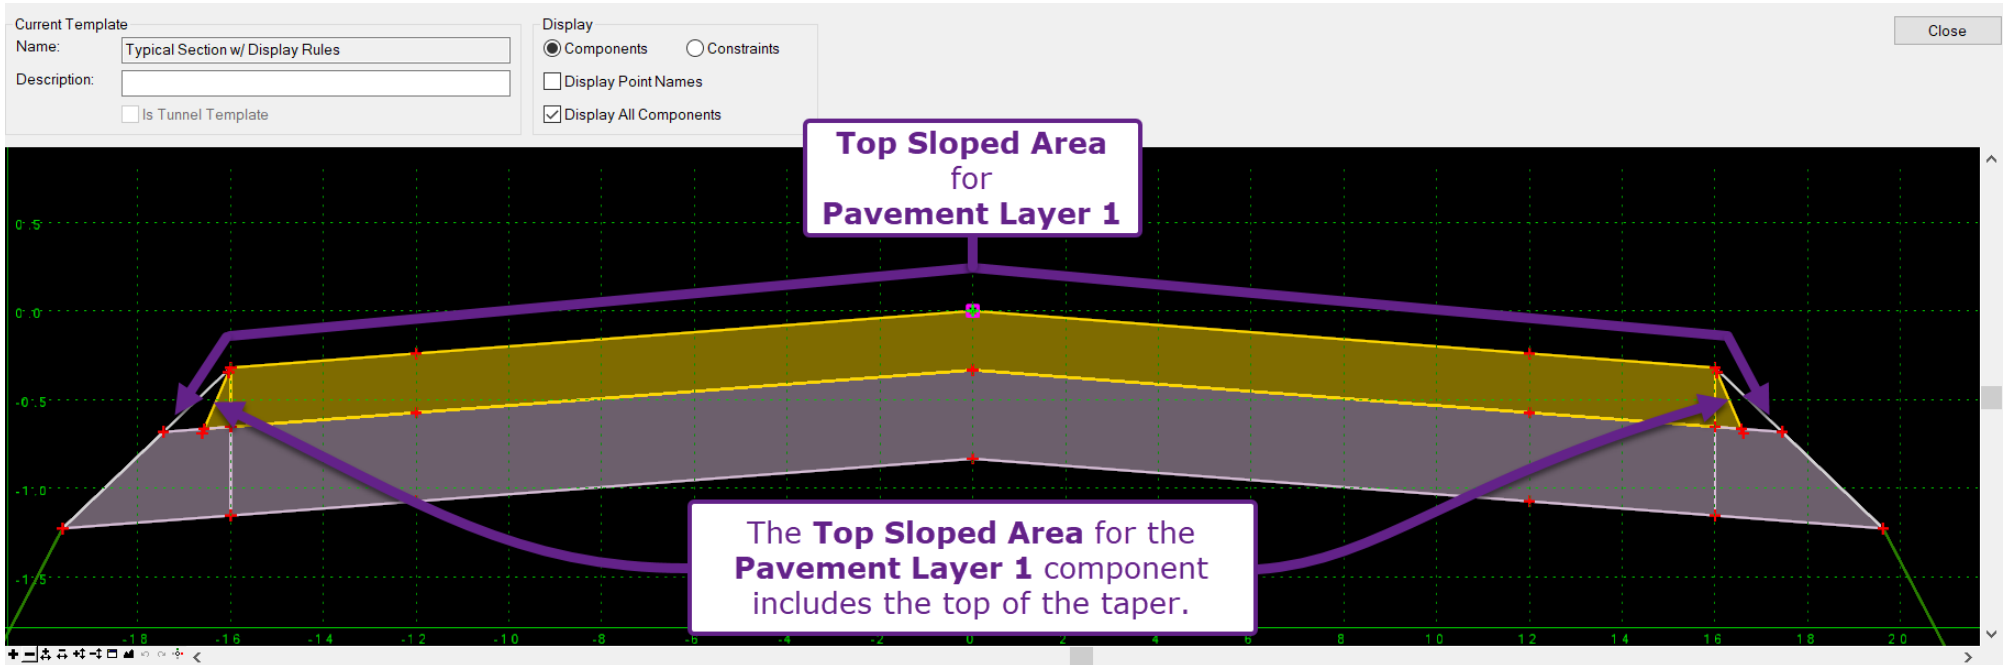 Current Template
Name:
Typical Section w/ Display Rules
Description:
Is Tunnel Template
Display
Components
Constraints
Display Point Names
Display All Components
Close
Top Sloped Area
for
Pavement Layer 1
0.5
0.0
-0.5
-1.0
-1.5
The Top Sloped Area for the
Pavement Layer 1 component
includes the top of the taper.
-18 -16 -14 -12 -10 -8 -6 -4 -2 0 2 4 6 8 10 12 14 16 18 20